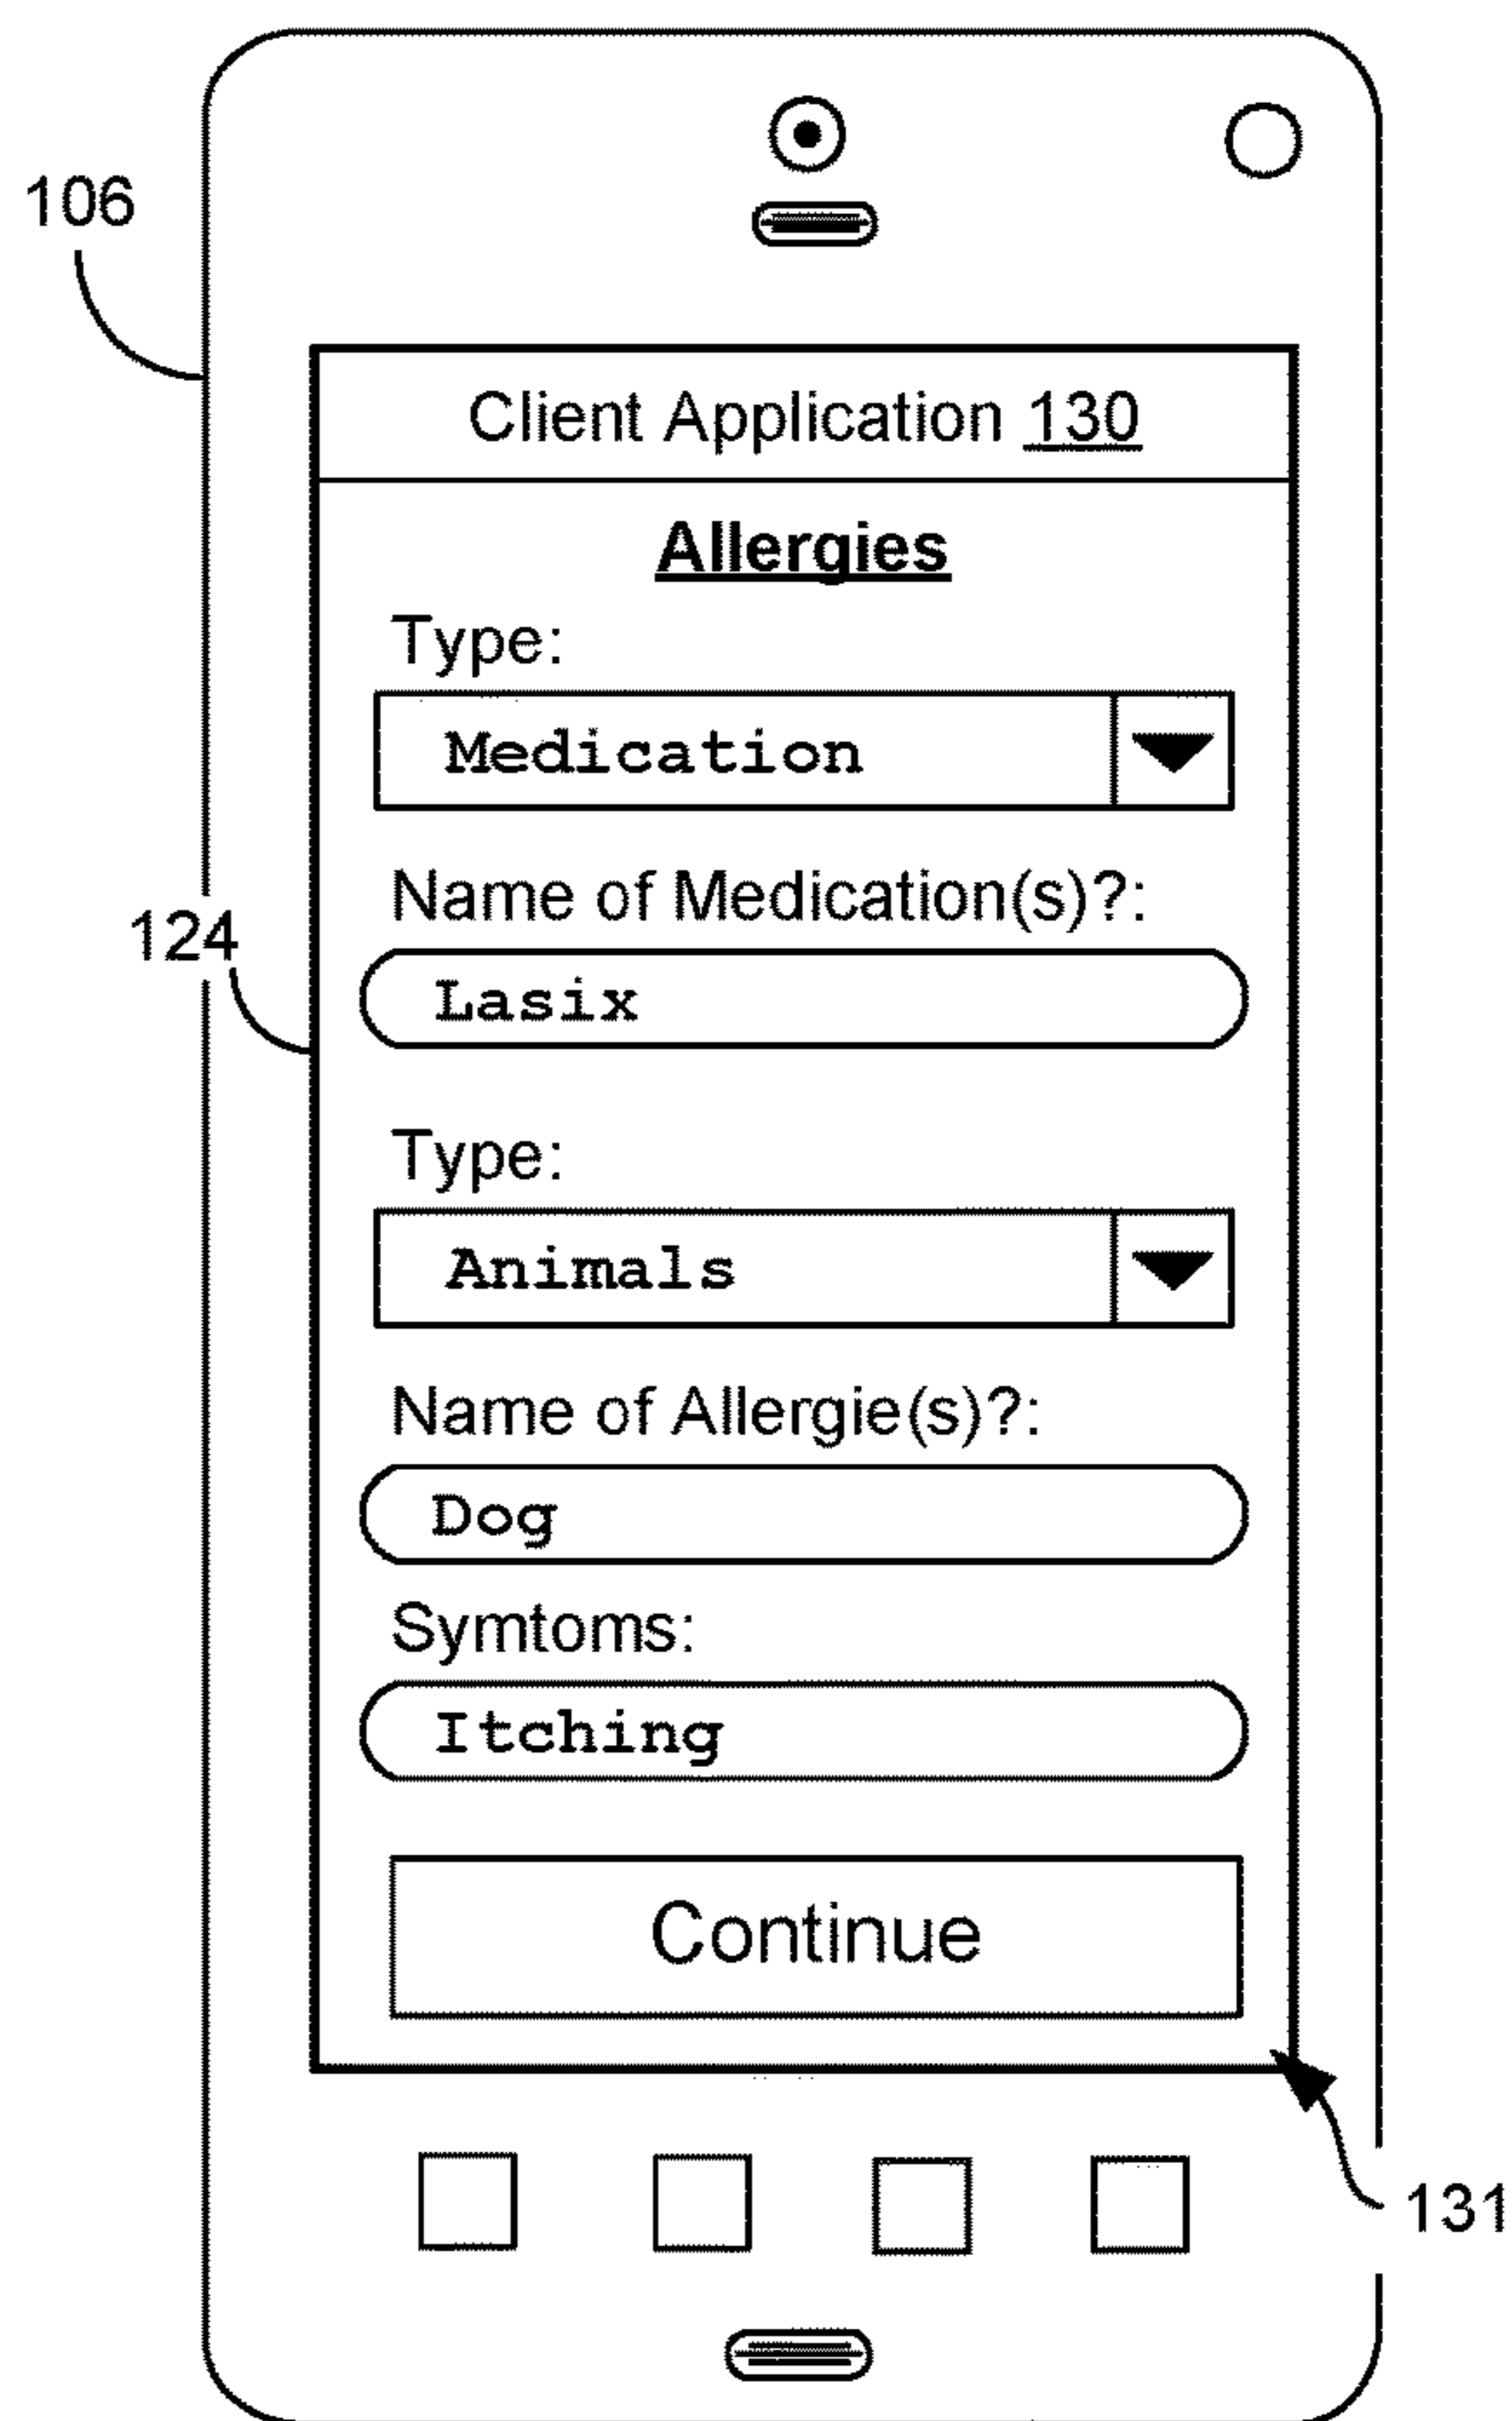 106
Client Application 130
Allergies
Type:
Medication
Name of Medication(s)?:
124
Lasix
Type:
Animals
Name of Allergie(s)?:
Dog
Symtoms:
Itching
Continue
131